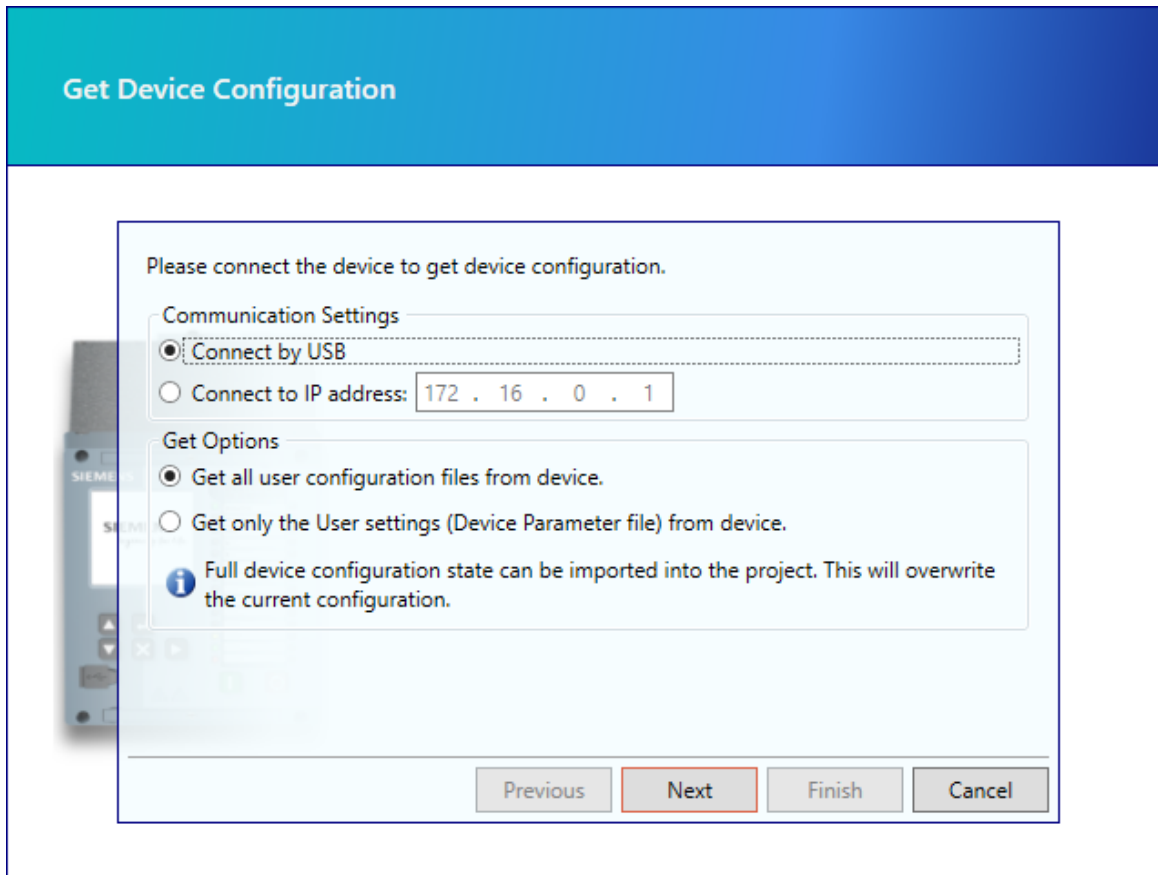 Get Device Configuration
Please connect the device to get device configuration.
Communication Settings
Connect by USB
Connect to IP address: 172 . 16 . 0 . 1
Get Options
Get all user configuration files from device.
SIEME
Get only the User settings (Device Parameter file) from device.
Full device configuration state can be imported into the project. This will overwrite
the current configuration.
Previous Next Finish Cancel